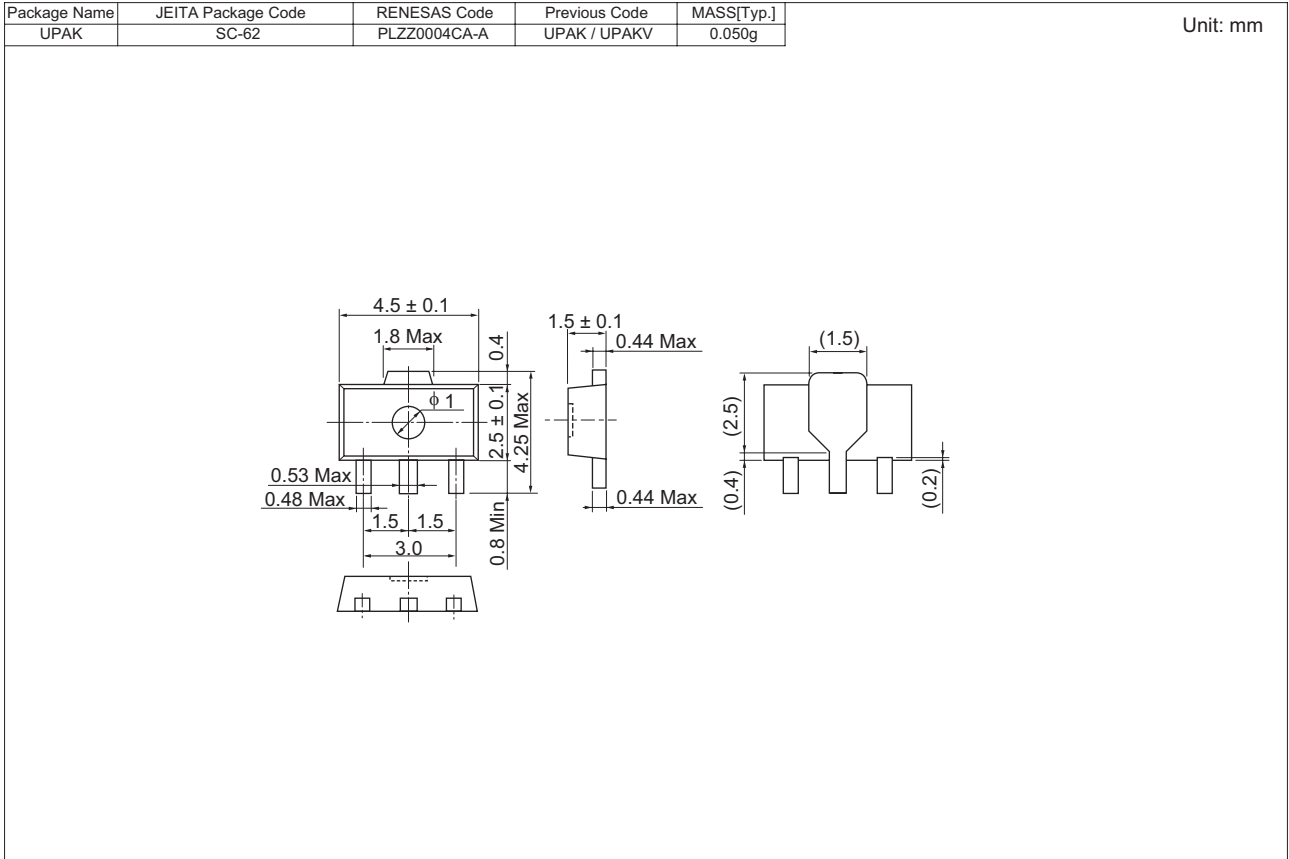 Package Name JEITA Package Code RENESAS Code Previous Code MASS[Typ.]
UPAK SC-62 PLZZ0004CA-A UPAK / UPAKV 0.050g
Unit: mm
4.5 ± 0.1
1.8 Max
0.4
ϕ 1
2.5 ± 0.1
4.25 Max
0.53 Max
0.48 Max
1.5 1.5
3.0
0.8 Min
1.5 ± 0.1
0.44 Max
0.44 Max
(1.5)
(2.5)
(0.4)
(0.2)